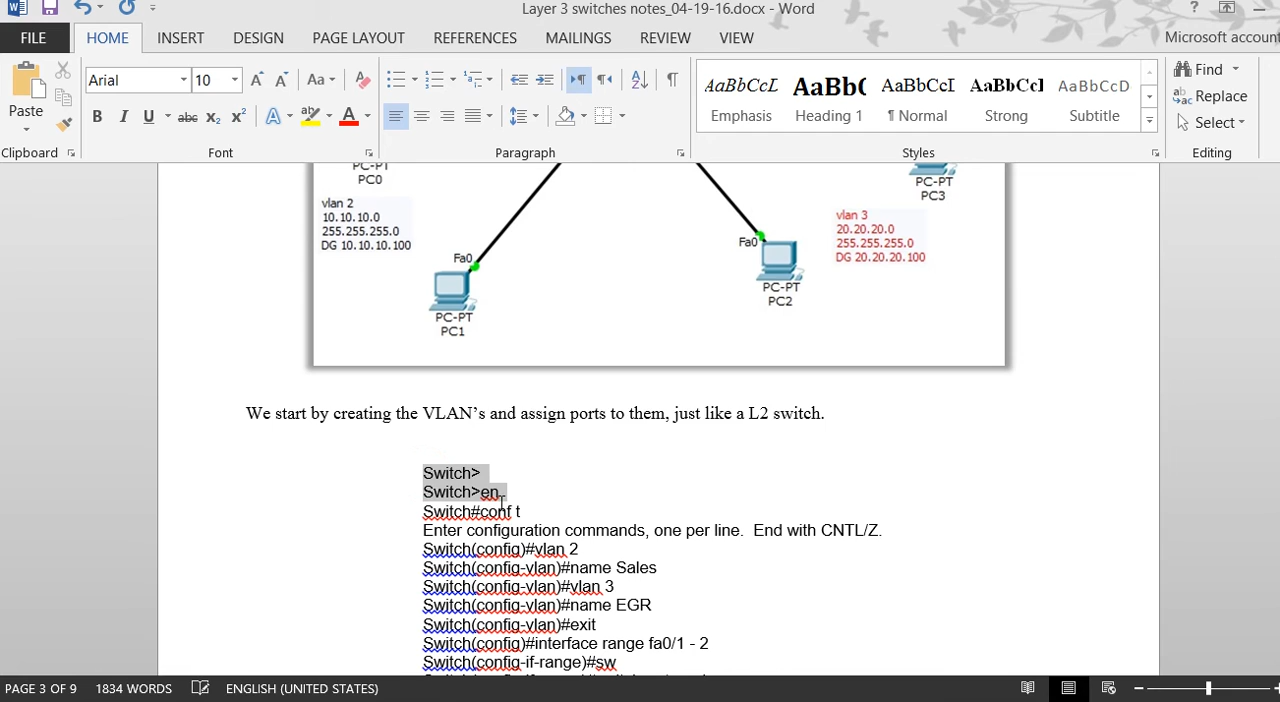 Layer 3 switches notes_04-19-16.docx - Word
FILE HOME INSERT DESIGN PAGE LAYOUT REFERENCES MAILINGS REVIEW VIEW Microsoft account
Paste
Arial 10
Aa
B I U abc X₂ X² A A
AaBbCcL AaBb( AaBbCcI AaBbCcI AaBbCcD
Emphasis Heading 1 ¶ Normal Strong Subtitle
Find
Replace
Select
Clipboard Font Paragraph Styles Editing
PC-PT
PC0
vlan 2
10.10.10.0
255.255.255.0
DG 10.10.10.100
Fa0
PC-PT
PC1
Fa0
PC-PT
PC2
PC-PT
PC3
vlan 3
20.20.20.0
255.255.255.0
DG 20.20.20.100
We start by creating the VLAN’s and assign ports to them, just like a L2 switch.
Switch>
Switch>en
Switch#conf t
Enter configuration commands, one per line. End with CNTL/Z.
Switch(config)#vlan 2
Switch(config-vlan)#name Sales
Switch(config-vlan)#vlan 3
Switch(config-vlan)#name EGR
Switch(config-vlan)#exit
Switch(config)#interface range fa0/1 - 2
Switch(config-if-range)#sw
PAGE 3 OF 9 1834 WORDS ENGLISH (UNITED STATES)